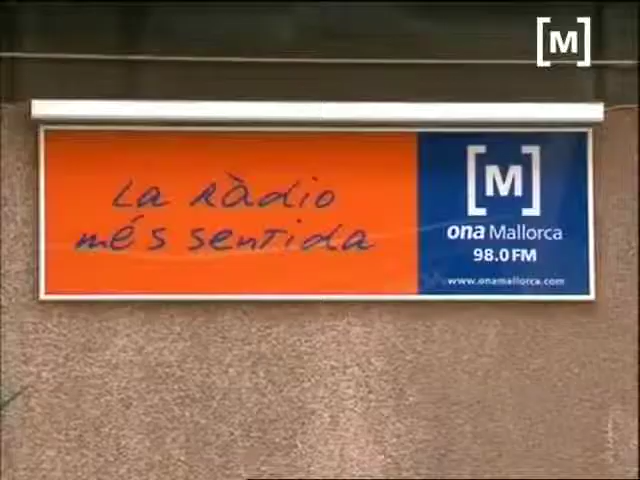 [M]
La Ràdio
més sentida
[M]
ona Mallorca
98.0 FM
www.onamallorca.com